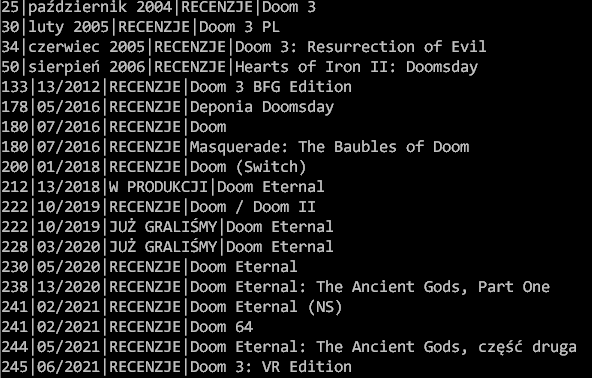 25|październik 2004|RECENZJE|Doom 3
30|luty 2005|RECENZJE|Doom 3 PL
34|czerwiec 2005|RECENZJE|Doom 3: Resurrection of Evil
50|sierpień 2006|RECENZJE|Hearts of Iron II: Doomsday
133|13/2012|RECENZJE|Doom 3 BFG Edition
178|05/2016|RECENZJE|Deponia Doomsday
180|07/2016|RECENZJE|Doom
180|07/2016|RECENZJE|Masquerade: The Baubles of Doom
200|01/2018|RECENZJE|Doom (Switch)
212|13/2018|W PRODUKCJI|Doom Eternal
222|10/2019|RECENZJE|Doom / Doom II
222|10/2019|JUŻ GRALIŚMY|Doom Eternal
228|03/2020|JUŻ GRALIŚMY|Doom Eternal
230|05/2020|RECENZJE|Doom Eternal
238|13/2020|RECENZJE|Doom Eternal: The Ancient Gods, Part One
241|02/2021|RECENZJE|Doom Eternal (NS)
241|02/2021|RECENZJE|Doom 64
244|05/2021|RECENZJE|Doom Eternal: The Ancient Gods, część druga
245|06/2021|RECENZJE|Doom 3: VR Edition